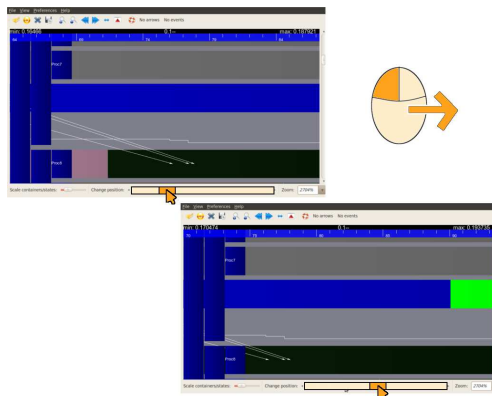 File View Preferences Help
No arrows No events
min: 0.16466 0.1-- max: 0.187921
Proc7
Proc8
Scale containers/states: Change position: Zoom: 2704%
File View Preferences Help
No arrows No events
min: 0.170474 0.1-- max: 0.193735
Proc7
Proc8
Scale containers/states: Change position: Zoom: 2704%